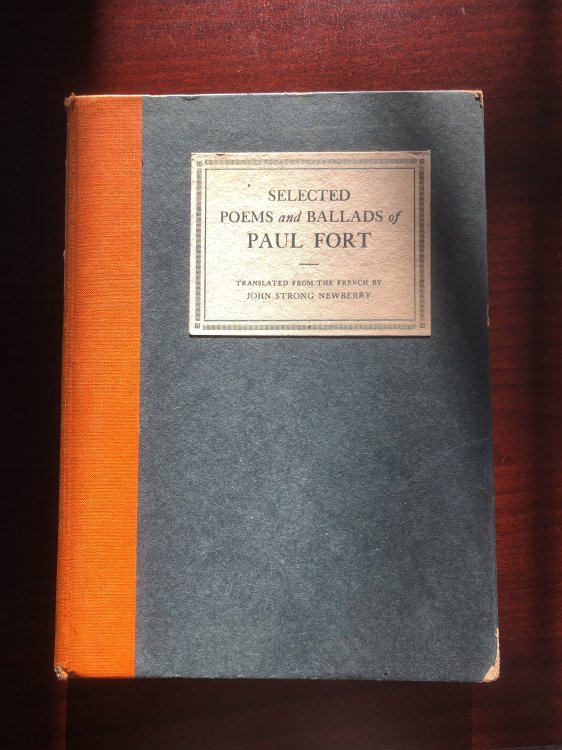 SELECTED
POEMS and BALLADS of
PAUL FORT
TRANSLATED FROM THE FRENCH BY
JOHN STRONG NEWBERRY